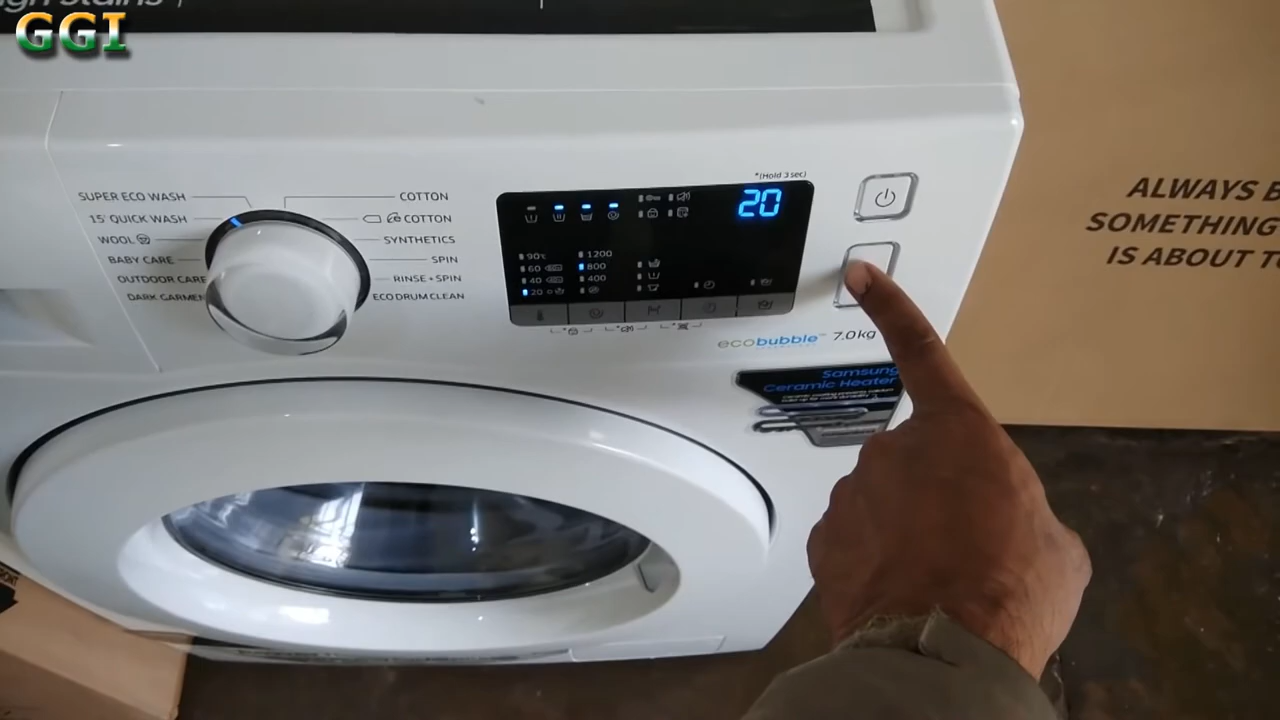 GGI
SUPER ECO WASH
15' QUICK WASH
WOOL
BABY CARE
OUTDOOR CARE
DARK GARMEN
COTTON
COTTON
SYNTHETICS
SPIN
RINSE + SPIN
ECO DRUM CLEAN
*(Hold 3 sec)
20
90℃
60
40
20
1200
800
400
ecobubble™ 7.0kg
Samsung
Ceramic Heater
ALWAYS B
SOMETHING
IS ABOUT T